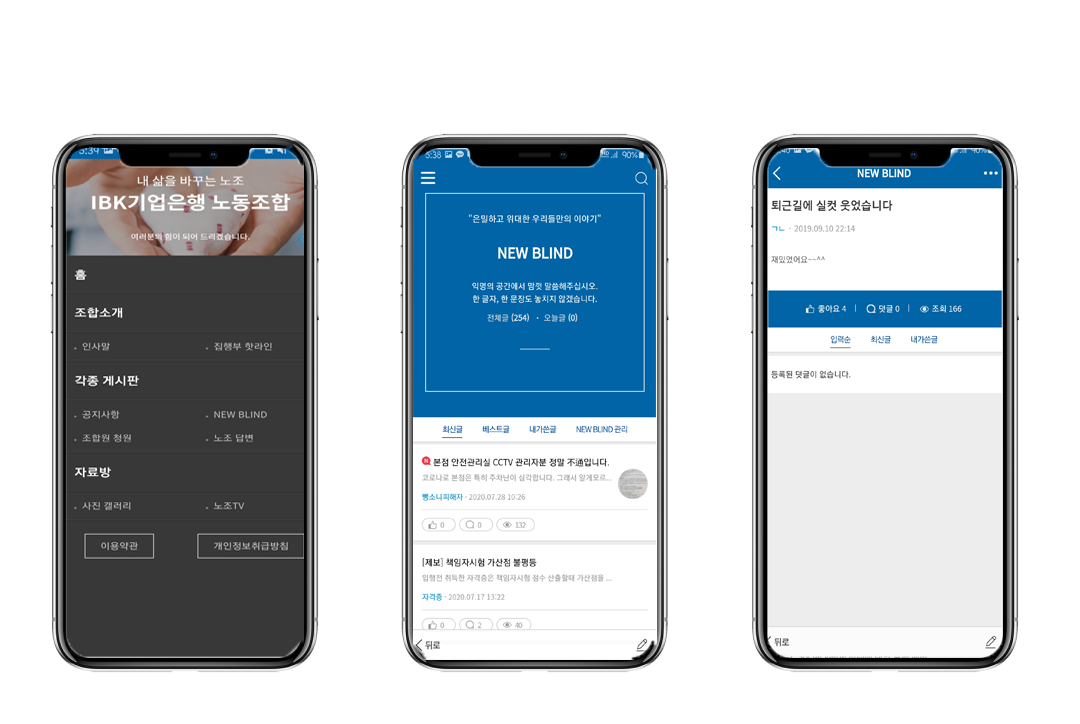 5:39
내 삶을 바꾸는 노조
IBK기업은행 노동조합
여러분의 힘이 되어 드리겠습니다.
홈
조합소개
인사말
집행부 핫라인
각종 게시판
공지사항
NEW BLIND
조합원 청원
노조 답변
자료방
사진 갤러리
노조TV
이용약관
개인정보취급방침
5:38
90%
"은밀하고 위대한 우리들만의 이야기"
NEW BLIND
익명의 공간에서 맘껏 말씀해주십시오.
한 글자, 한 문장도 놓치지 않겠습니다.
전체글 (254) · 오늘글 (0)
최신글 베스트글 내가쓴글 NEW BLIND 관리
N 본점 안전관리실 CCTV 관리자분 정말 不通입니다.
코로나로 본점은 특히 주차난이 심각합니다. 그래서 알게모르...
뺑소니피해자 - 2020.07.28 10:26
0 0 132
[제보] 책임자시험 가산점 불평등
입행전 취득한 자격증은 책임자시험 점수 산출할때 가산점을 ...
자격증 - 2020.07.17 13:22
0 2 40
뒤로
90%
NEW BLIND
퇴근길에 실컷 웃었습니다
ㄱㄴ - 2019.09.10 22:14
재밌었어요~~^^
좋아요 4 | 덧글 0 | 조회 166
입력순 최신글 내가쓴글
등록된 댓글이 없습니다.
뒤로